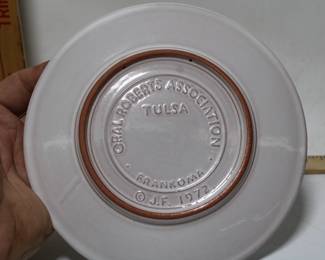 ORAL ROBERTS ASSOCIATION
TULSA
· FRANKOMA ·
© J.F. 1972